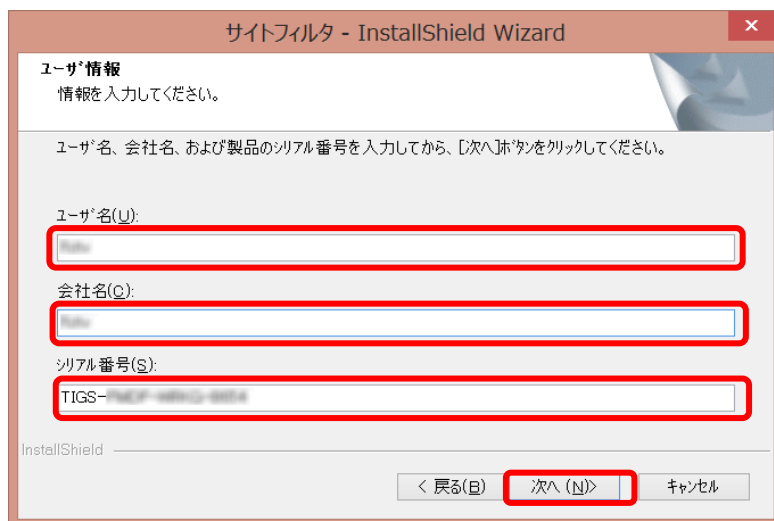 サイトフィルタ - InstallShield Wizard
ユーザ情報
情報を入力してください。
ユーザ名、会社名、および製品のシリアル番号を入力してから、[次へ]ボタンをクリックしてください。
ユーザ名(U):
会社名(C):
シリアル番号(S):
TIGS-
InstallShield
< 戻る(B) 次へ (N)> キャンセル